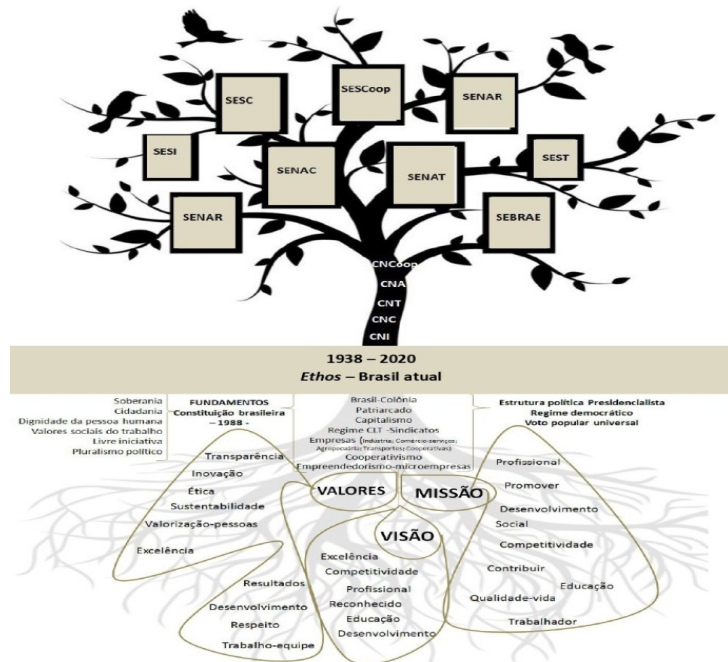 SESCoop
SESC
SENAR
SESI
SENAC
SENAT
SEST
SENAR
SEBRAE
CNCoop
CNA
CNT
CNC
CNI
1938 – 2020
Ethos – Brasil atual
Soberania
Cidadania
Dignidade da pessoa humana
Valores sociais do trabalho
Livre iniciativa
Pluralismo político
FUNDAMENTOS
Constituição brasileira
– 1988 -
Brasil-Colônia
Patriarcado
Capitalismo
Regime CLT -Sindicatos
Empresas (Indústria; Comércio-serviços;
Agropecuária; Transportes; Cooperativas)
Cooperativismo
Empreendedorismo-microempresas
Estrutura política Presidencialista
Regime democrático
Voto popular universal
Transparência
Inovação
Ética
Sustentabilidade
Valorização-pessoas
Excelência
Resultados
Desenvolvimento
Respeito
Trabalho-equipe
VALORES
MISSÃO
VISÃO
Excelência
Competitividade
Profissional
Reconhecido
Educação
Desenvolvimento
Profissional
Promover
Desenvolvimento
Social
Competitividade
Contribuir
Educação
Qualidade-vida
Trabalhador